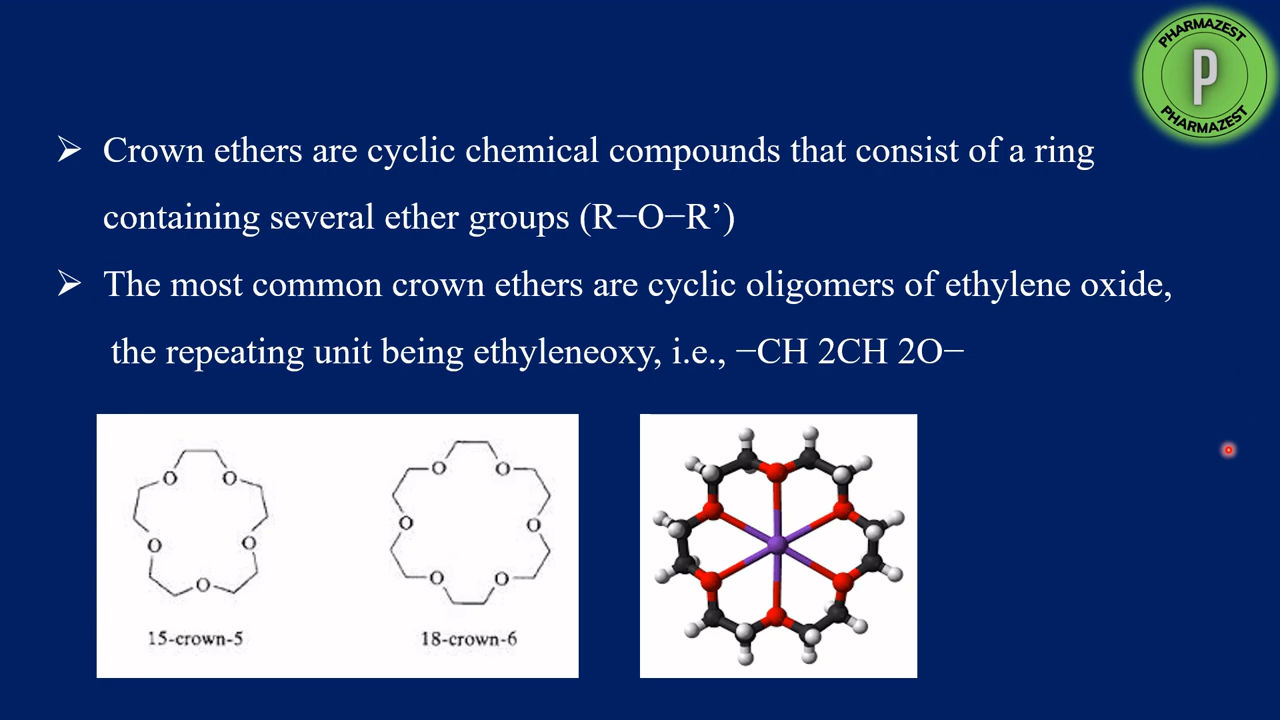 PHARMAZEST
P
PHARMAZEST
➢ Crown ethers are cyclic chemical compounds that consist of a ring
containing several ether groups (R−O−R’)
➢ The most common crown ethers are cyclic oligomers of ethylene oxide,
the repeating unit being ethyleneoxy, i.e., −CH 2CH 2O−
O O
O O
O
15-crown-5
O O
O O
O O
18-crown-6